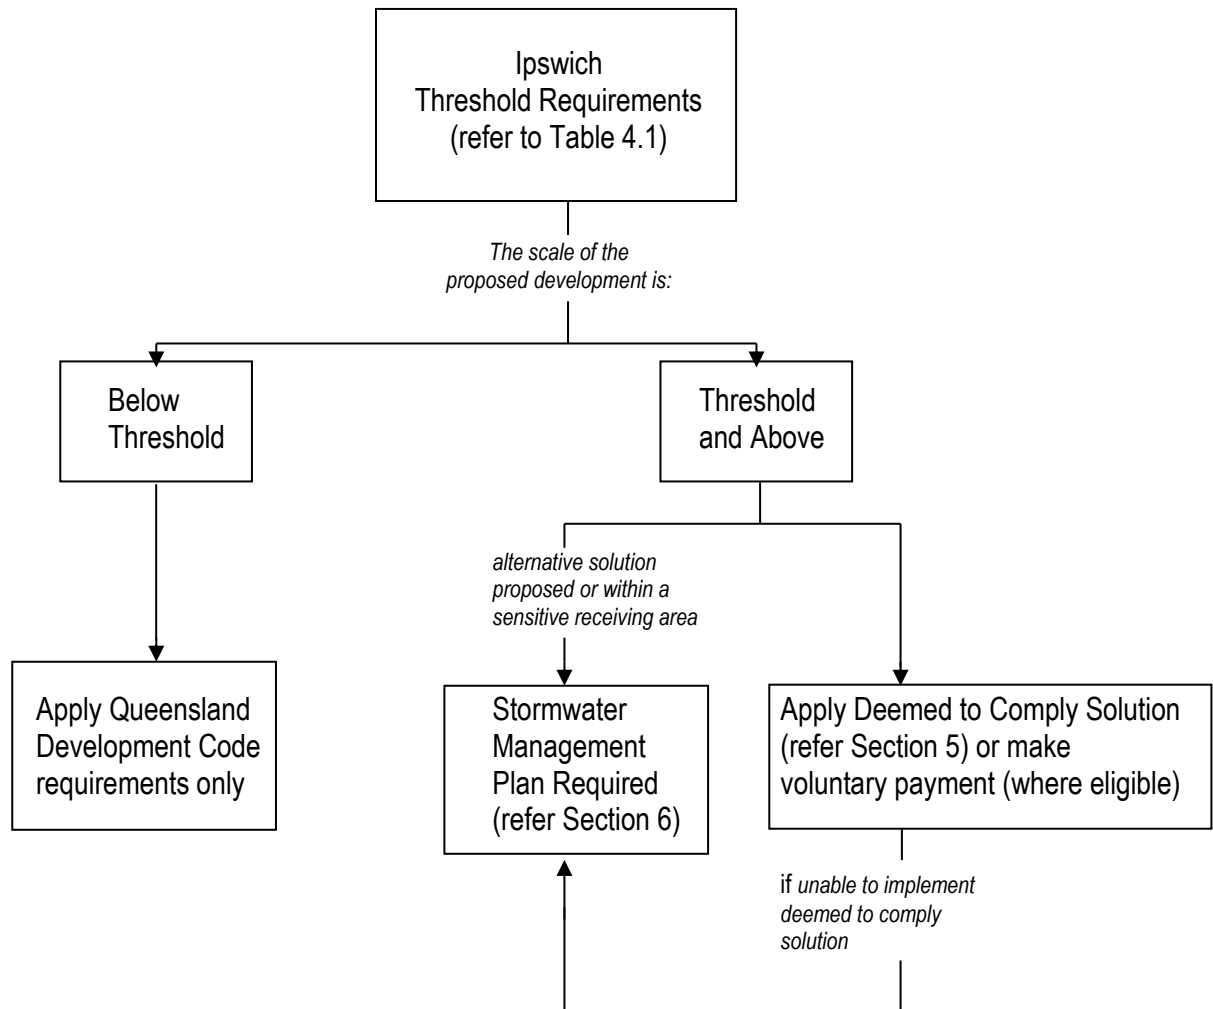 Ipswich
Threshold Requirements
(refer to Table 4.1)
The scale of the
proposed development is:
Below
Threshold
Threshold
and Above
alternative solution
proposed or within a
sensitive receiving area
Apply Queensland
Development Code
requirements only
Stormwater
Management
Plan Required
(refer Section 6)
Apply Deemed to Comply Solution
(refer Section 5) or make
voluntary payment (where eligible)
if unable to implement
deemed to comply
solution